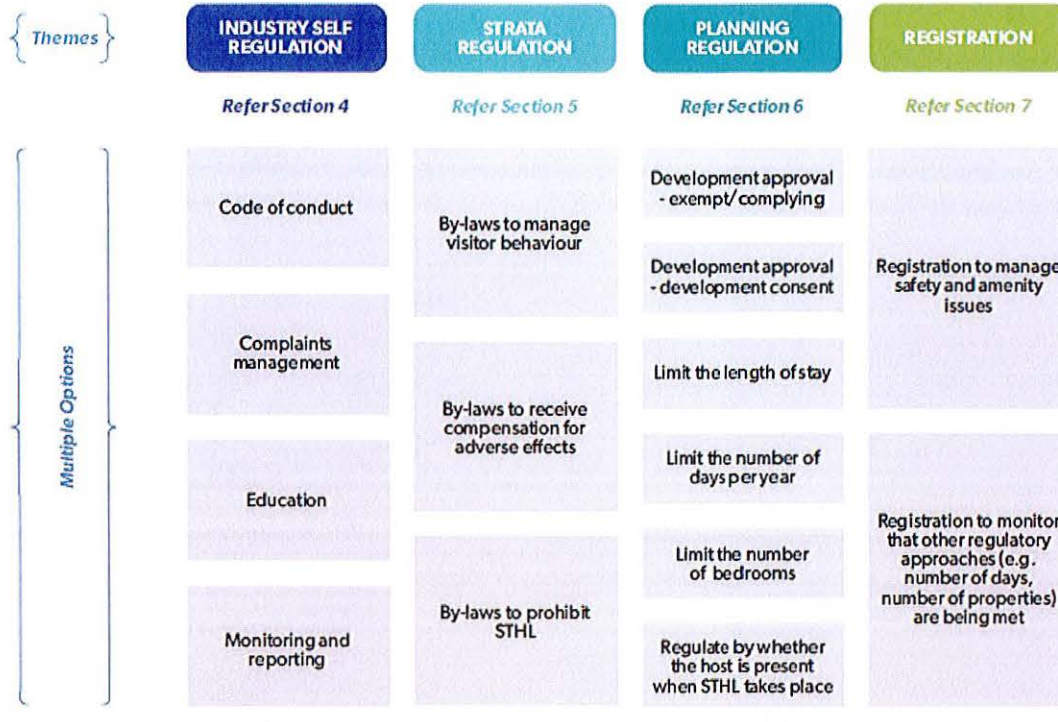 Themes
INDUSTRY SELF
REGULATION
STRATA
REGULATION
PLANNING
REGULATION
REGISTRATION
Refer Section 4
Refer Section 5
Refer Section 6
Refer Section 7
Multiple Options
Code of conduct
Complaints
management
Education
Monitoring and
reporting
By-laws to manage
visitor behaviour
By-laws to receive
compensation for
adverse effects
By-laws to prohibit
STHL
Development approval
- exempt/complying
Development approval
- development consent
Limit the length of stay
Limit the number of
days per year
Limit the number
of bedrooms
Regulate by whether
the host is present
when STHL takes place
Registration to manage
safety and amenity
issues
Registration to monitor
that other regulatory
approaches (e.g.
number of days,
number of properties)
are being met